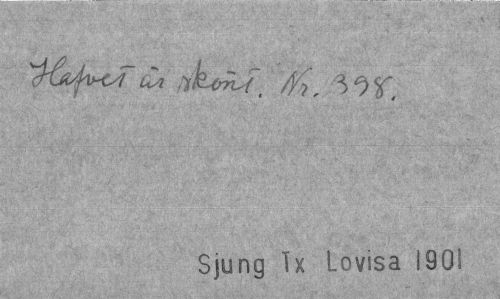 Hafvet är skönt. Nr. 398.
Sjung Tx Lovisa 1901